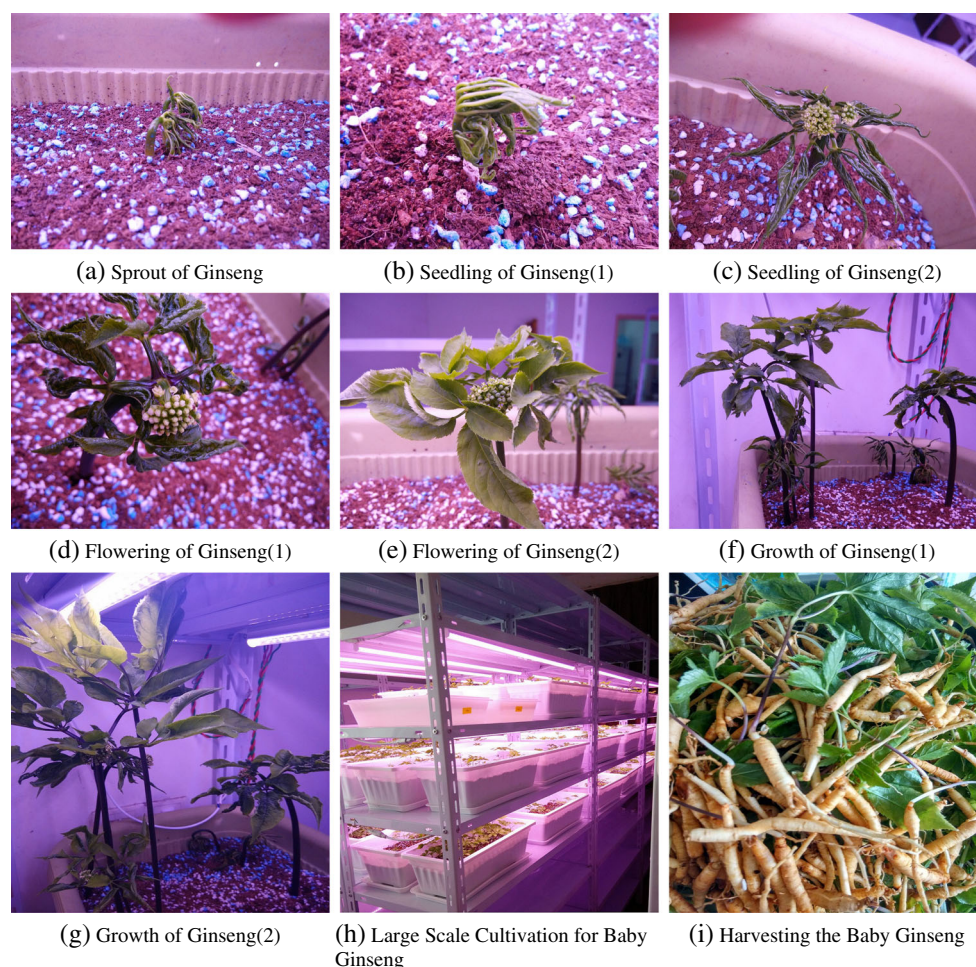 (a) Sprout of Ginseng
(b) Seedling of Ginseng(1)
(c) Seedling of Ginseng(2)
(d) Flowering of Ginseng(1)
(e) Flowering of Ginseng(2)
(f) Growth of Ginseng(1)
(g) Growth of Ginseng(2)
(h) Large Scale Cultivation for Baby
Ginseng
(i) Harvesting the Baby Ginseng